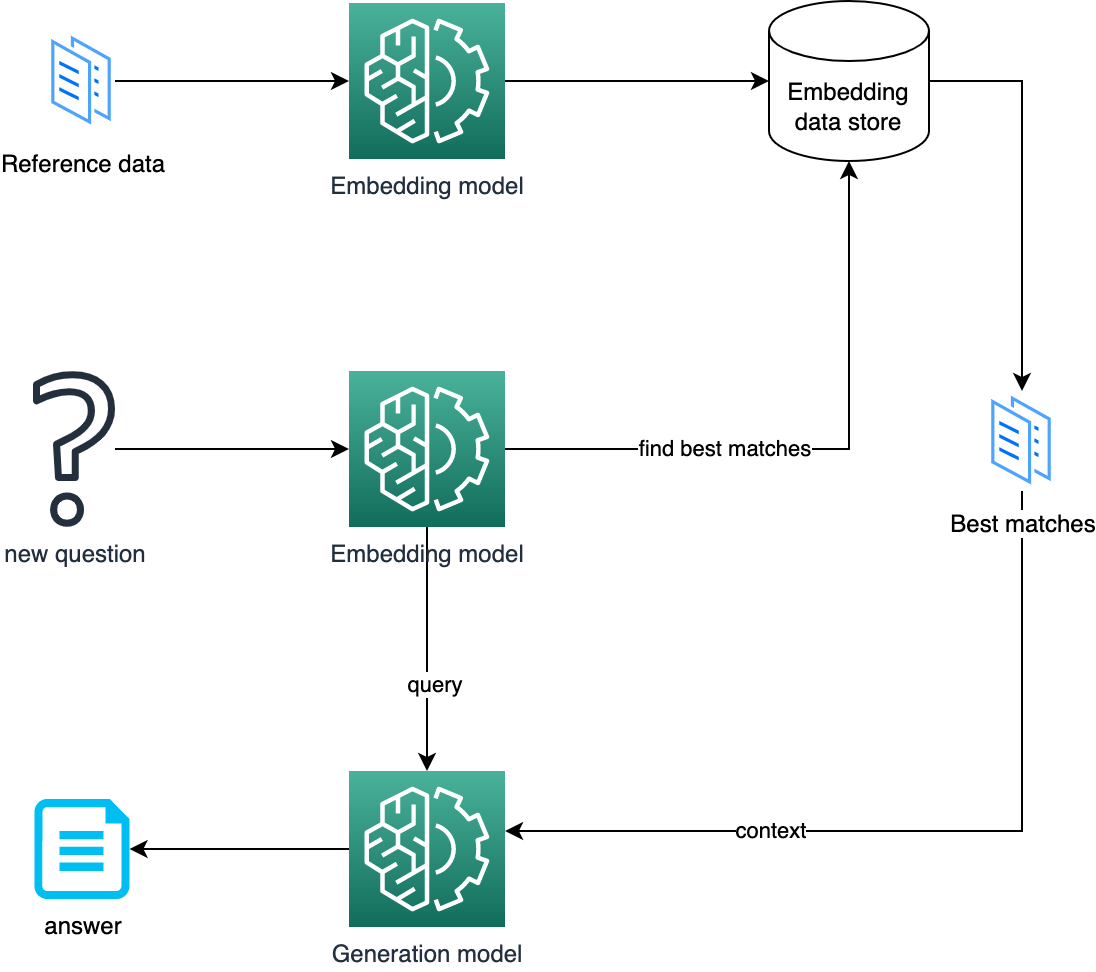 Embedding
data store
Reference data
Embedding model
find best matches
Best matches
new question
Embedding model
query
context
answer
Generation model